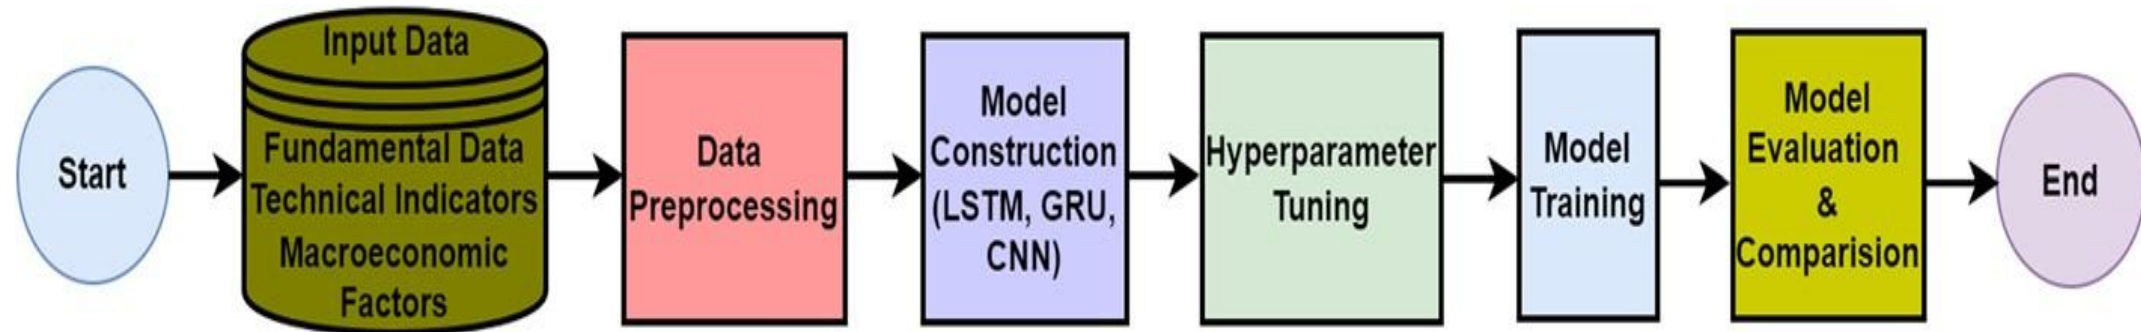 Start
Input Data
Fundamental Data
Technical Indicators
Macroeconomic
Factors
Data
Preprocessing
Model
Construction
(LSTM, GRU,
CNN)
Hyperparameter
Tuning
Model
Training
Model
Evaluation
&
Comparision
End